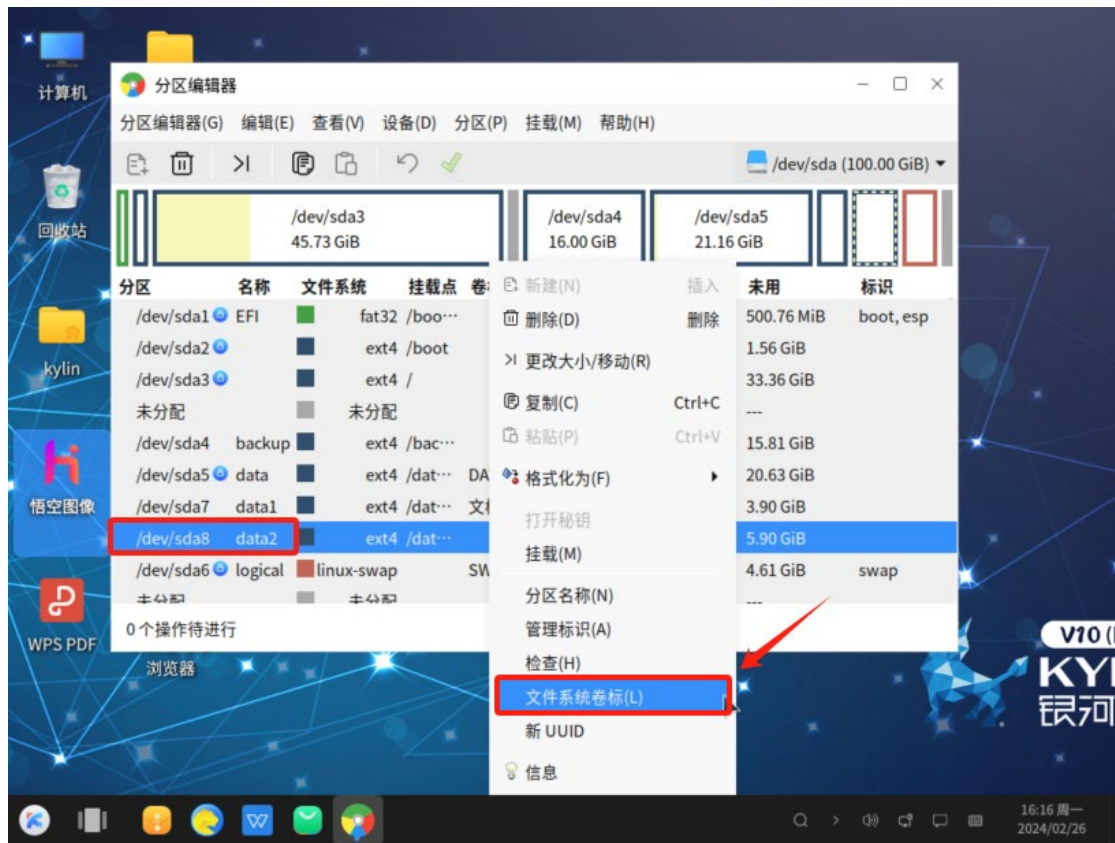 计算机
回收站
kylin
悟空图像
WPS PDF
浏览器
分区编辑器
分区编辑器(G) 编辑(E) 查看(V) 设备(D) 分区(P) 挂载(M) 帮助(H)
/dev/sda (100.00 GiB)
/dev/sda3 /dev/sda4 /dev/sda5
45.73 GiB 16.00 GiB 21.16 GiB
分区 名称 文件系统 挂载点 未用 标识
/dev/sda1 EFI fat32 /boo… 500.76 MiB boot, esp
/dev/sda2 ext4 /boot 1.56 GiB
/dev/sda3 ext4 / 33.36 GiB
未分配 未分配 ---
/dev/sda4 backup ext4 /bac… 15.81 GiB
/dev/sda5 data ext4 /dat… DA 20.63 GiB
/dev/sda7 data1 ext4 /dat… 文 3.90 GiB
/dev/sda8 data2 ext4 /dat… 5.90 GiB
/dev/sda6 logical linux-swap SW 4.61 GiB swap
未分配 未分配 ---
0 个操作待进行
新建(N) 插入
删除(D) 删除
更改大小/移动(R)
复制(C) Ctrl+C
粘贴(P) Ctrl+V
格式化为(F)
打开秘钥
挂载(M)
分区名称(N)
管理标识(A)
检查(H)
文件系统卷标(L)
新 UUID
信息
V10
KY
银河
16:16 周一
2024/02/26